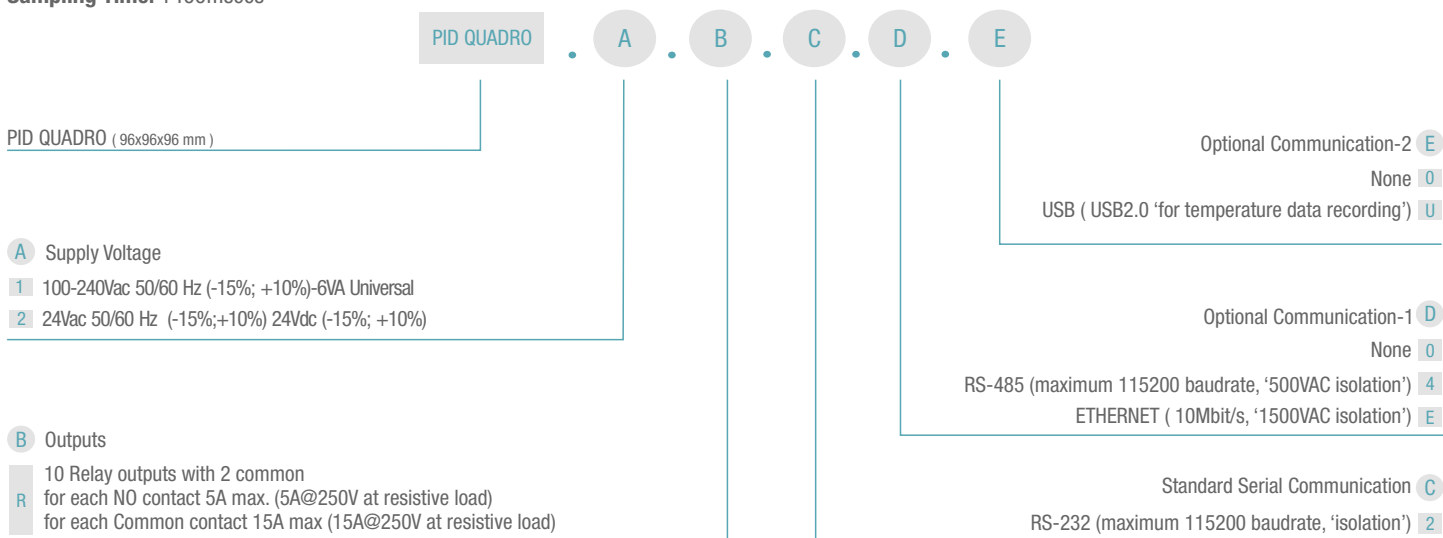 PID QUADRO . A . B . C . D . E
PID QUADRO ( 96x96x96 mm )
A Supply Voltage
1 100-240Vac 50/60 Hz (-15%; +10%)-6VA Universal
2 24Vac 50/60 Hz (-15%;+10%) 24Vdc (-15%; +10%)
B Outputs
R 10 Relay outputs with 2 common
for each NO contact 5A max. (5A@250V at resistive load)
for each Common contact 15A max (15A@250V at resistive load)
Optional Communication-2 E
None 0
USB ( USB2.0 ‘for temperature data recording’) U
Optional Communication-1 D
None 0
RS-485 (maximum 115200 baudrate, ‘500VAC isolation’) 4
ETHERNET ( 10Mbit/s, ‘1500VAC isolation’) E
Standard Serial Communication C
RS-232 (maximum 115200 baudrate, ‘isolation’) 2